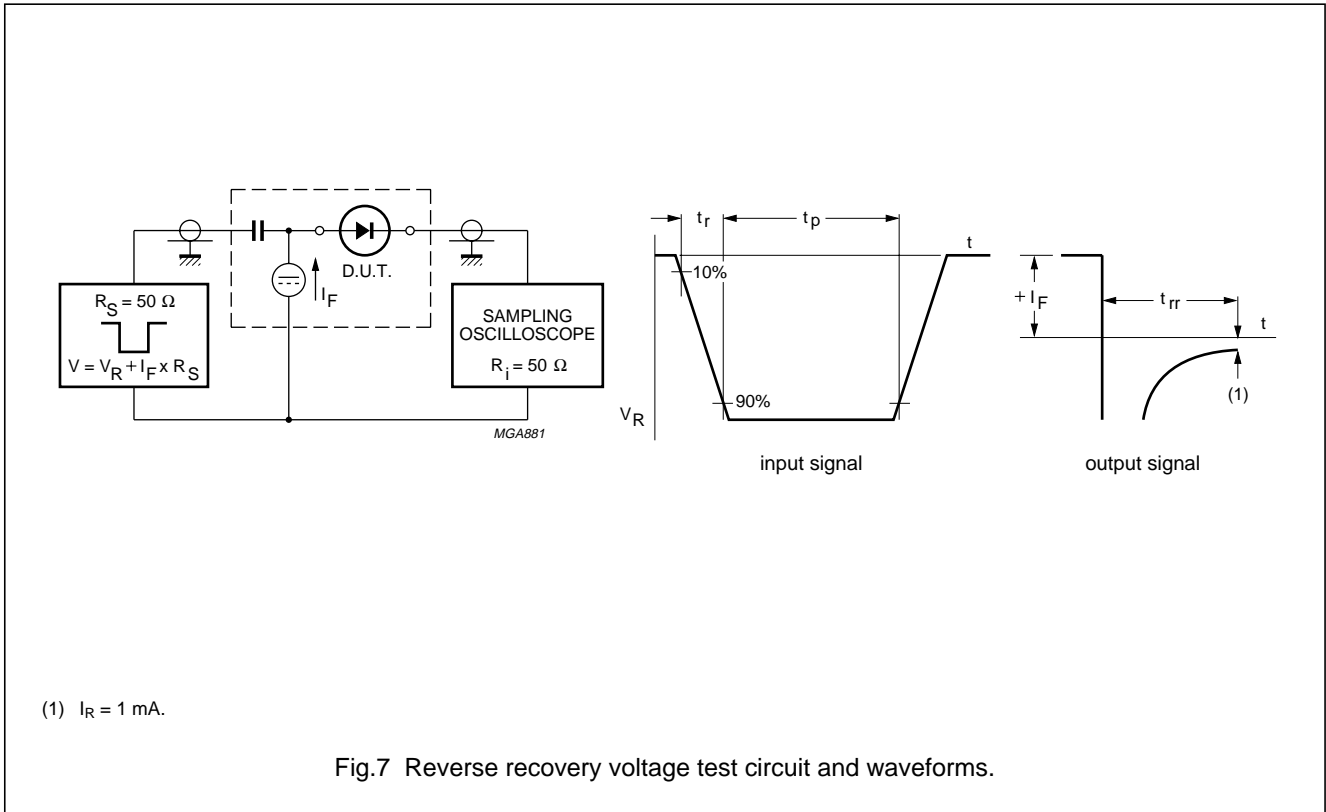 D.U.T.
I_F
R_S = 50 Ω
V = V_R + I_F x R_S
SAMPLING
OSCILLOSCOPE
R_i = 50 Ω
MGA881
t_r
t_p
t
10%
90%
V_R
input signal
+ I_F
t_rr
t
(1)
output signal
(1) I_R = 1 mA.
Fig.7 Reverse recovery voltage test circuit and waveforms.